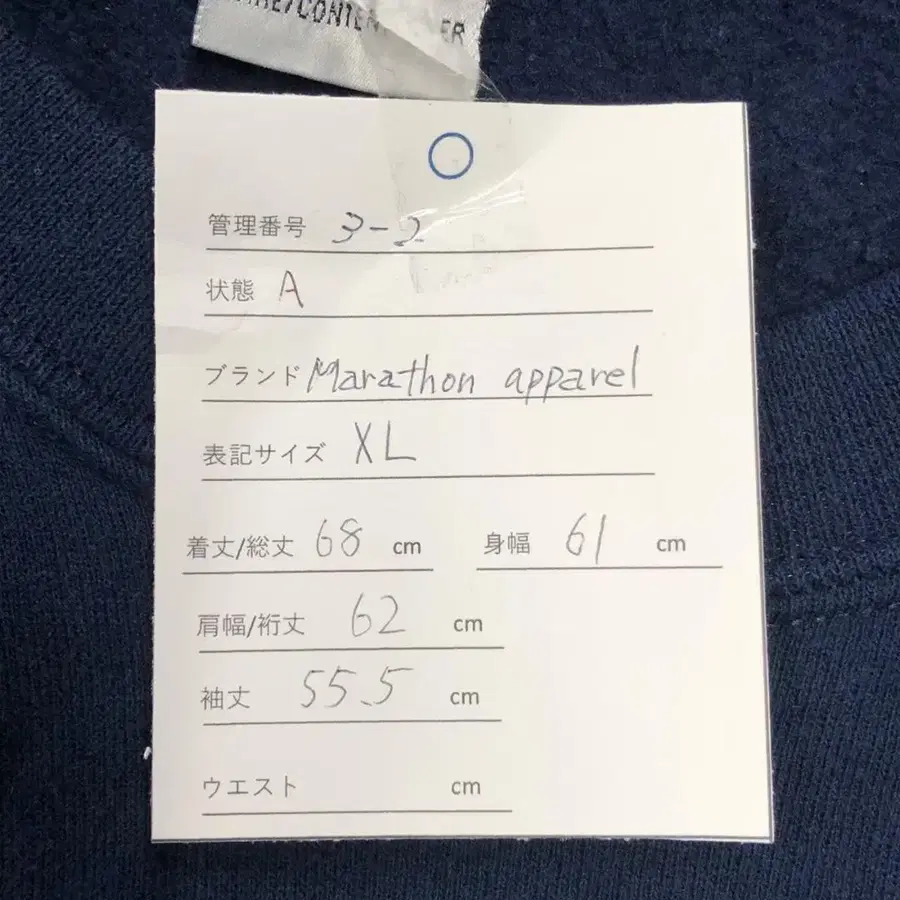 /CONTEN ER
管理番号 3-2
状態 A
ブランド Marathon apparel
表記サイズ XL
着丈/総丈 68 cm 身幅 61 cm
肩幅/裄丈 62 cm
袖丈 55.5 cm
ウエスト cm